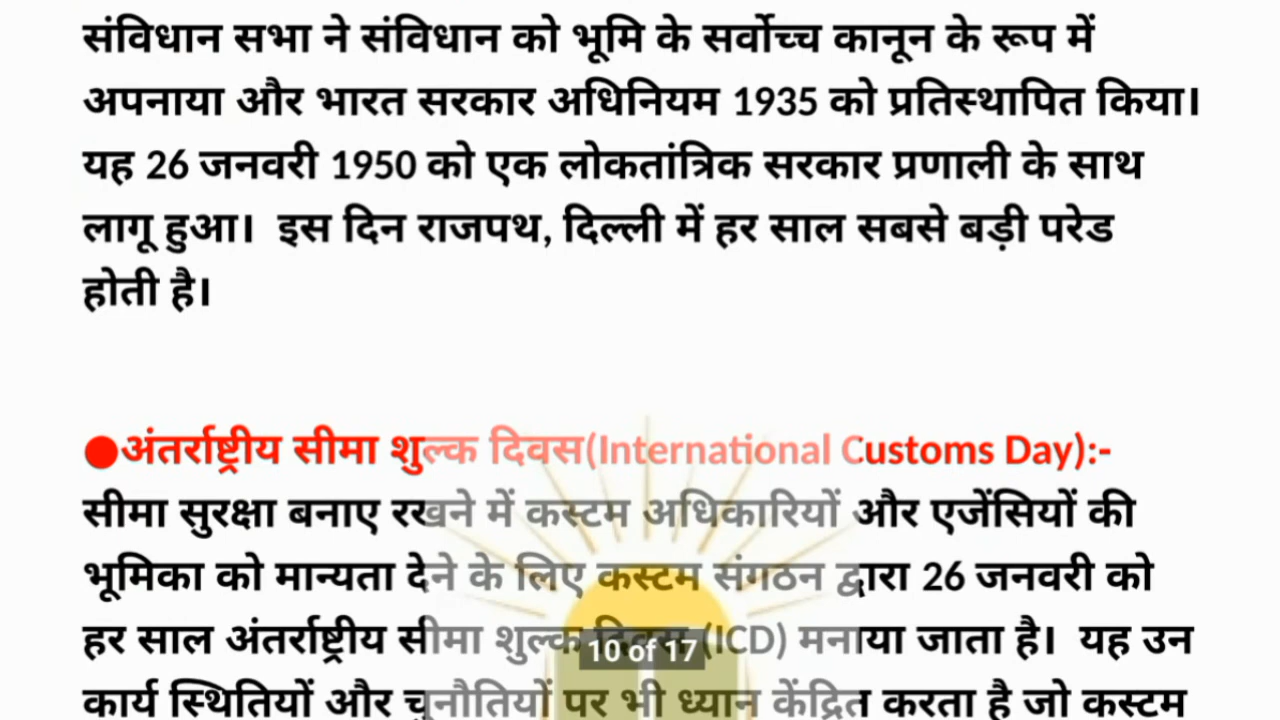 संविधान सभा ने संविधान को भूमि के सर्वोच्च कानून के रूप में
अपनाया और भारत सरकार अधिनियम 1935 को प्रतिस्थापित किया।
यह 26 जनवरी 1950 को एक लोकतांत्रिक सरकार प्रणाली के साथ
लागू हुआ।  इस दिन राजपथ, दिल्ली में हर साल सबसे बड़ी परेड
होती है।
●अंतर्राष्ट्रीय सीमा शुल्क दिवस(International Customs Day):-
सीमा सुरक्षा बनाए रखने में कस्टम अधिकारियों और एजेंसियों की
भूमिका को मान्यता देने के लिए कस्टम संगठन द्वारा 26 जनवरी को
हर साल अंतर्राष्ट्रीय सीमा शुल्क दिवस (ICD) मनाया जाता है।  यह उन
10 of 17
कार्य स्थितियों और चुनौतियों पर भी ध्यान केंद्रित करता है जो कस्टम